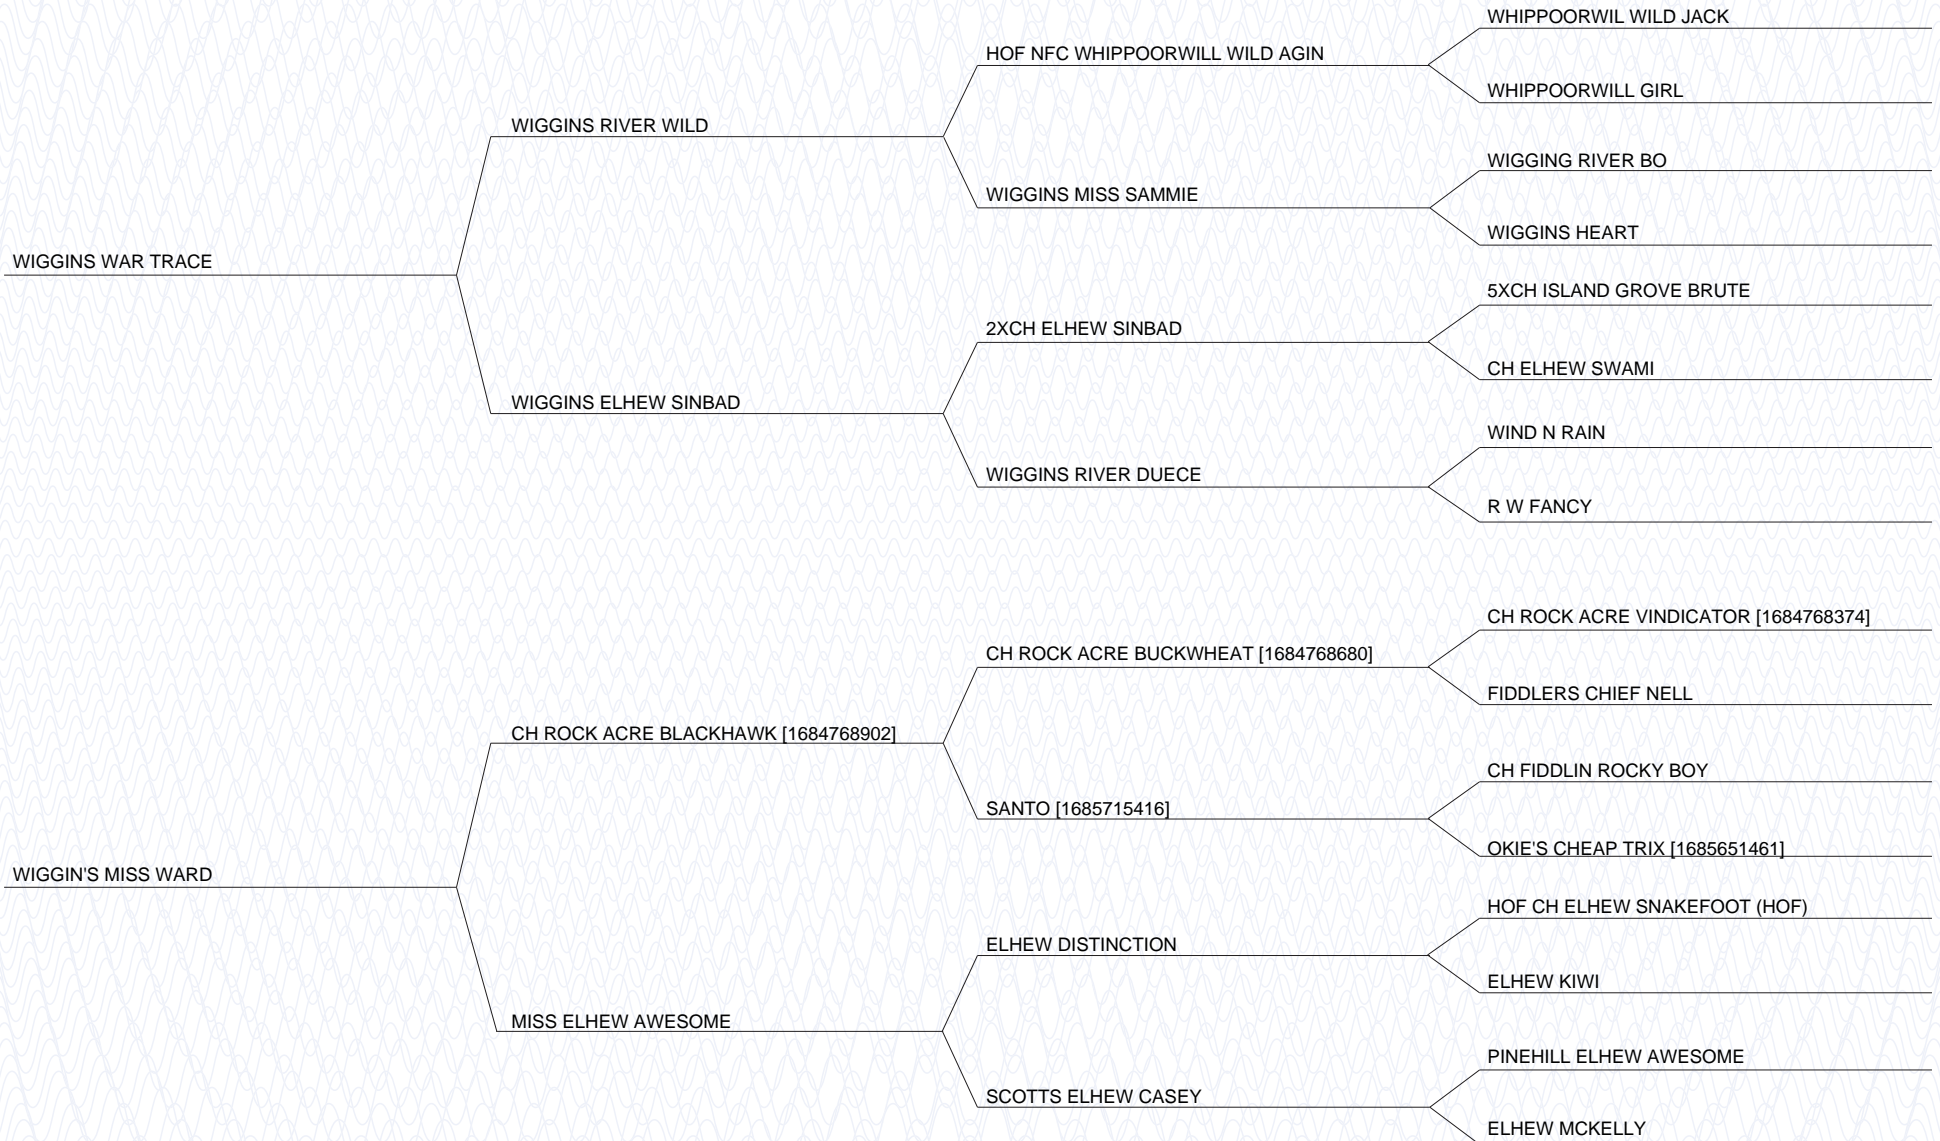 WHIPPOORWIL WILD JACK
HOF NFC WHIPPOORWILL WILD AGIN
WHIPPOORWILL GIRL
WIGGINS RIVER WILD
WIGGING RIVER BO
WIGGINS MISS SAMMIE
WIGGINS HEART
WIGGINS WAR TRACE
5XCH ISLAND GROVE BRUTE
2XCH ELHEW SINBAD
CH ELHEW SWAMI
WIGGINS ELHEW SINBAD
WIND N RAIN
WIGGINS RIVER DUECE
R W FANCY
CH ROCK ACRE VINDICATOR [1684768374]
CH ROCK ACRE BUCKWHEAT [1684768680]
FIDDLERS CHIEF NELL
CH ROCK ACRE BLACKHAWK [1684768902]
CH FIDDLIN ROCKY BOY
SANTO [1685715416]
OKIE'S CHEAP TRIX [1685651461]
WIGGIN'S MISS WARD
HOF CH ELHEW SNAKEFOOT (HOF)
ELHEW DISTINCTION
ELHEW KIWI
MISS ELHEW AWESOME
PINEHILL ELHEW AWESOME
SCOTTS ELHEW CASEY
ELHEW MCKELLY